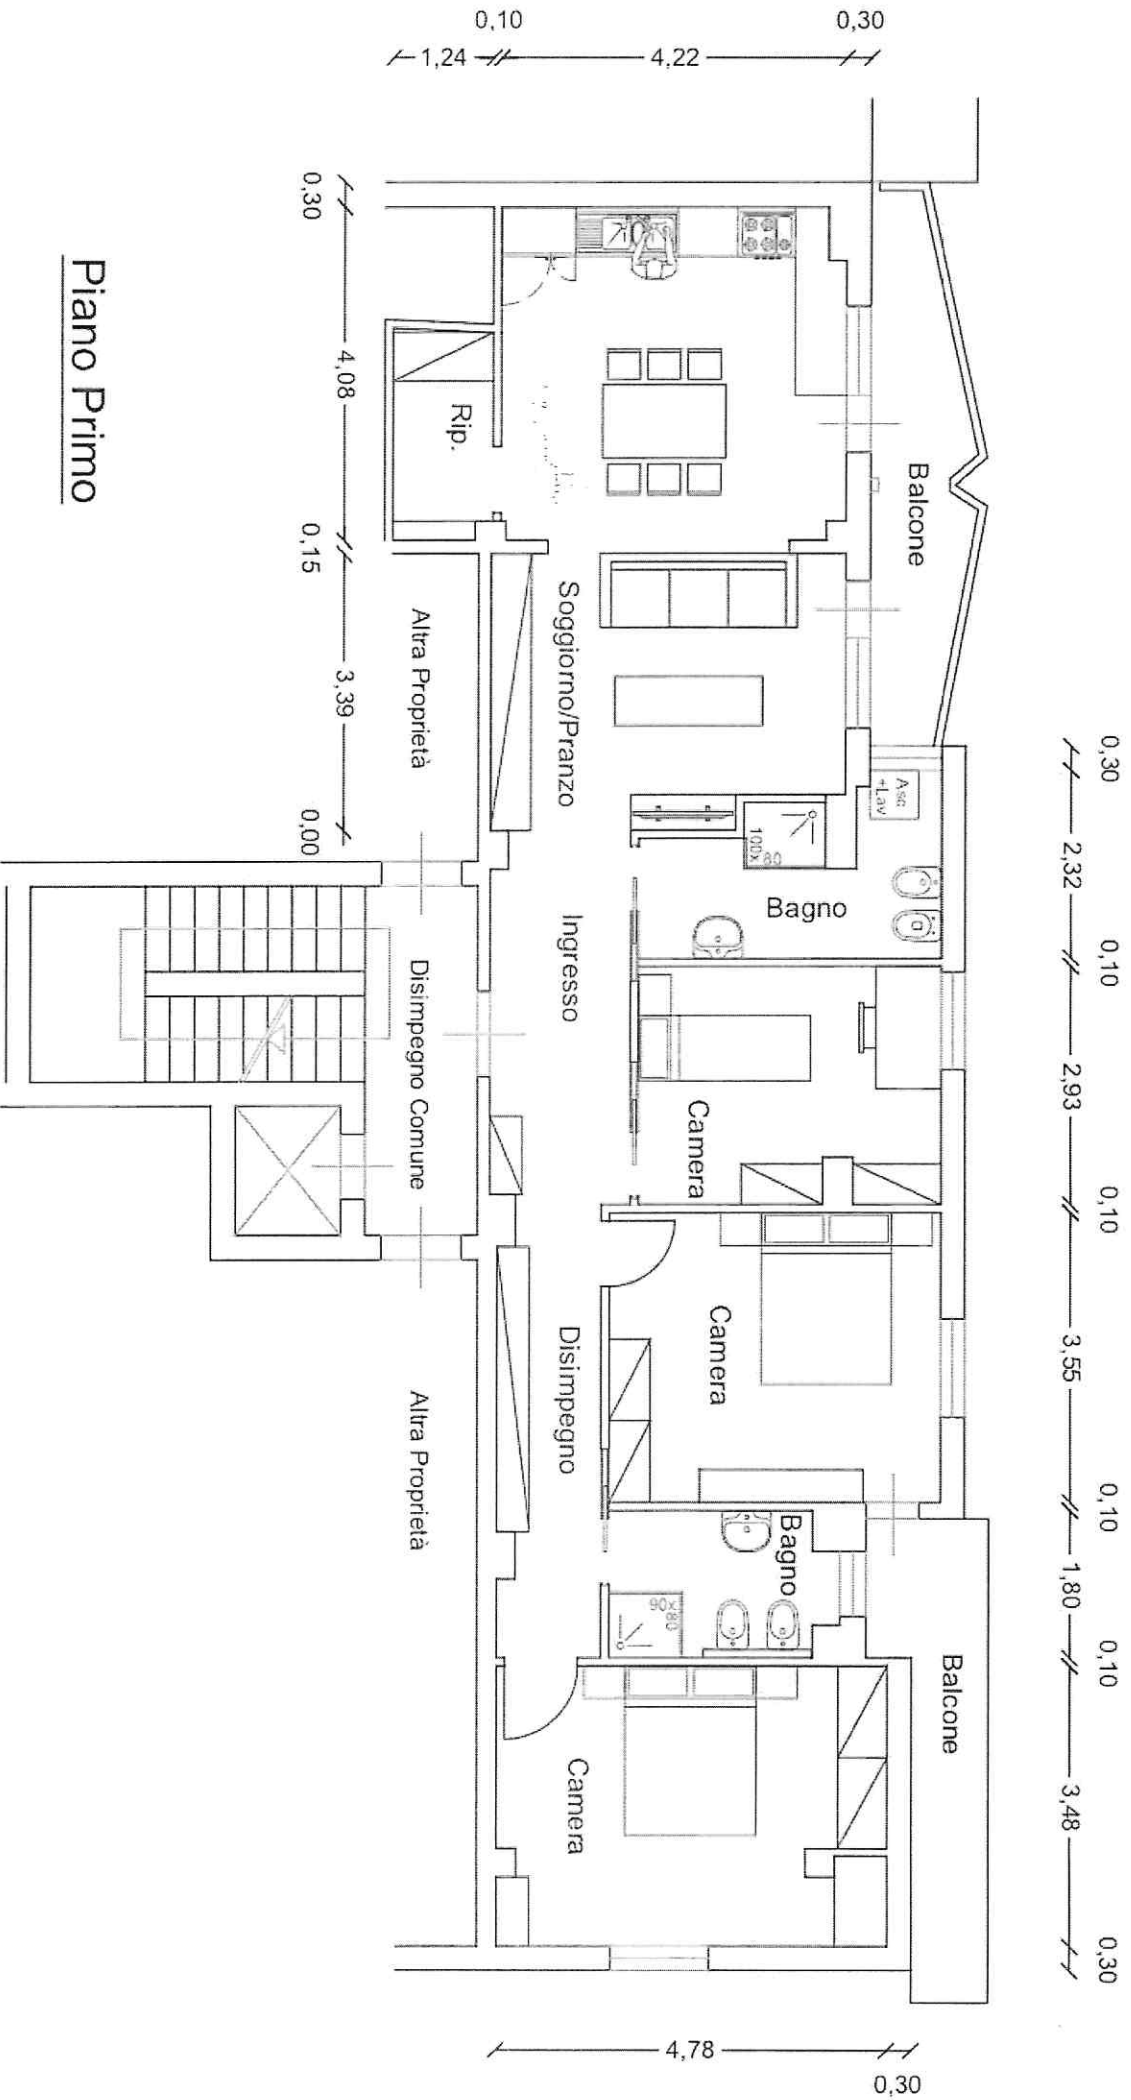 0,30
2,32
0,10
2,93
0,10
3,55
0,10
1,80
0,10
3,48
0,30
0,10
0,30
1,24
4,22
4,78
0,30
Balcone
Asc
+Lav
100x80
Bagno
Camera
Camera
Bagno
90x80
Balcone
Camera
Rip.
Soggiorno/Pranzo
Ingresso
Disimpegno
Altra Proprietà
Disimpegno Comune
Altra Proprietà
0,30
4,08
0,15
3,39
0,00
Piano Primo